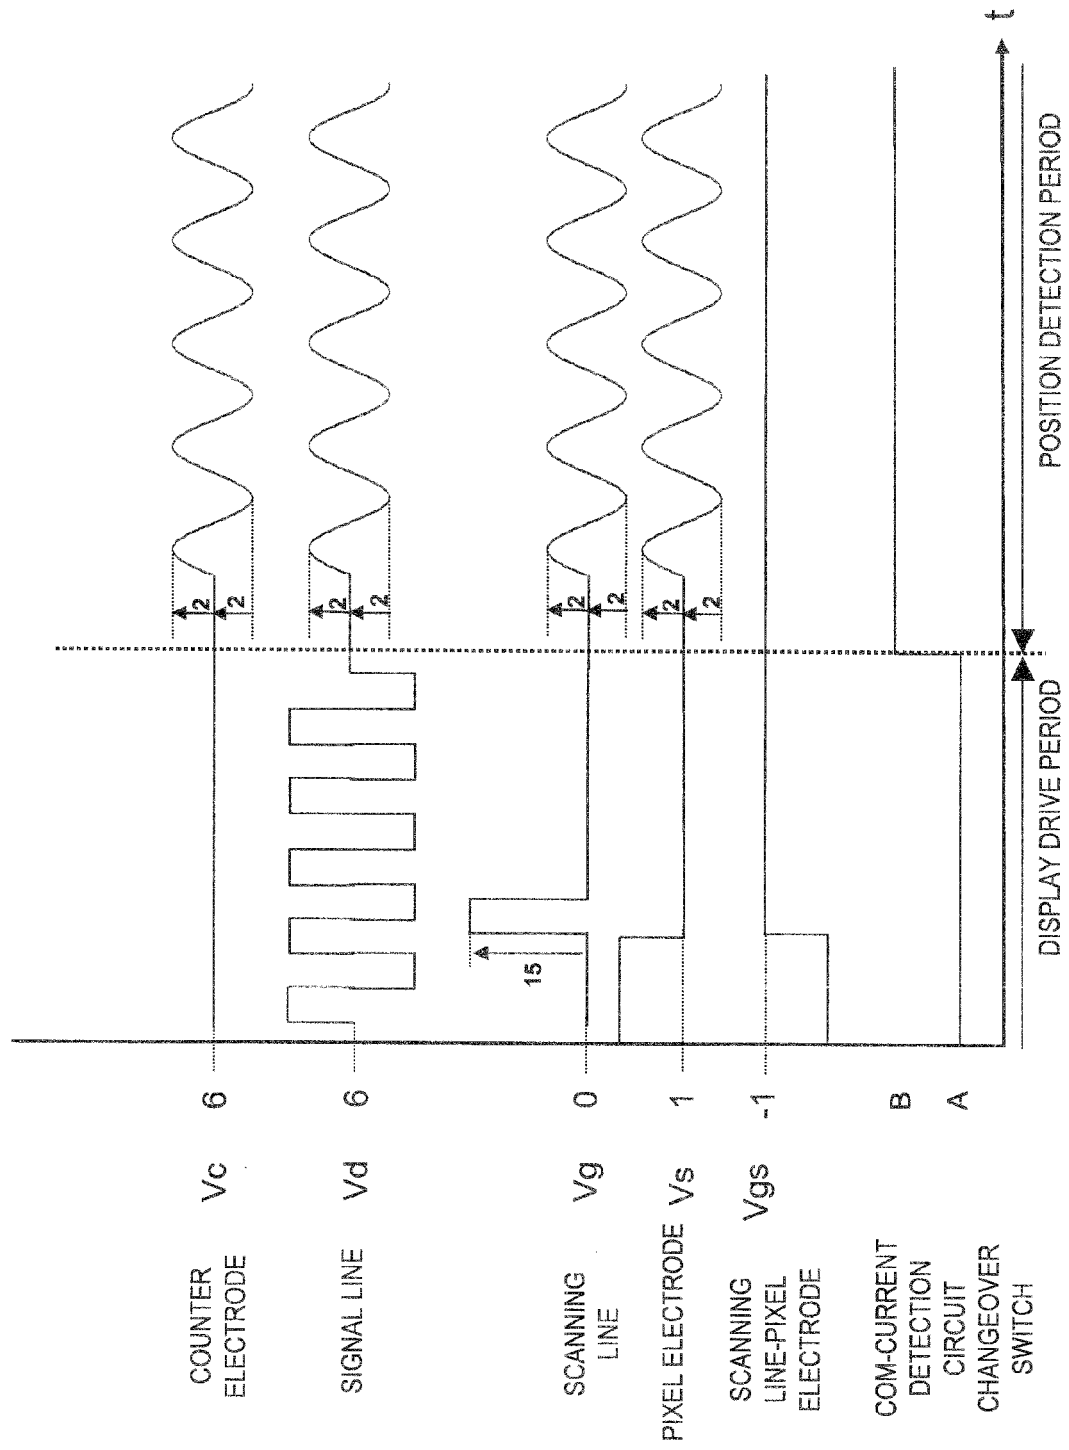 COUNTER
ELECTRODE
Vc
6
2
2
SIGNAL LINE
Vd
6
2
2
SCANNING
LINE
Vg
0
15
2
2
PIXEL ELECTRODE
Vs
1
2
2
SCANNING
LINE-PIXEL
ELECTRODE
Vgs
-1
COM-CURRENT
DETECTION
CIRCUIT
CHANGEOVER
SWITCH
B
A
t
DISPLAY DRIVE PERIOD
POSITION DETECTION PERIOD